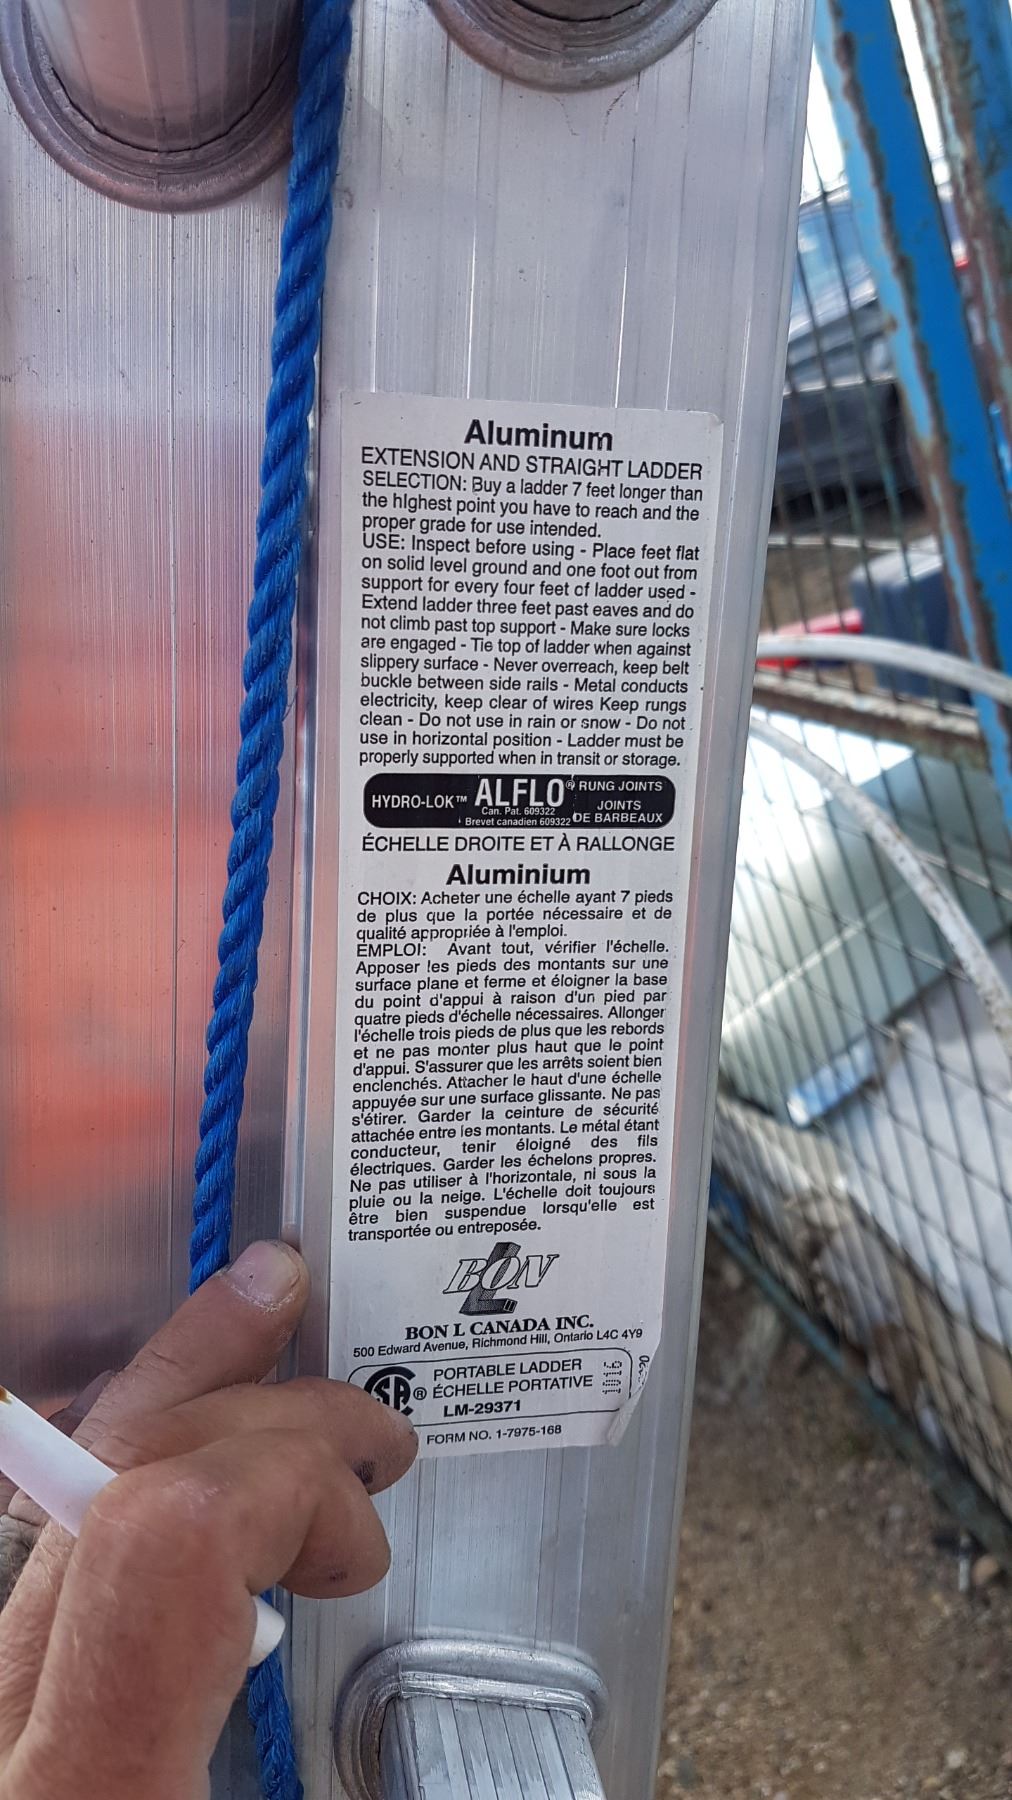 Aluminum
EXTENSION AND STRAIGHT LADDER
SELECTION: Buy a ladder 7 feet longer than
the highest point you have to reach and the
proper grade for use intended.
USE: Inspect before using - Place feet flat
on solid level ground and one foot out from
support for every four feet of ladder used -
Extend ladder three feet past eaves and do
not climb past top support - Make sure locks
are engaged - Tie top of ladder when against
slippery surface - Never overreach, keep belt
buckle between side rails - Metal conducts
electricity, keep clear of wires Keep rungs
clean - Do not use in rain or snow - Do not
use in horizontal position - Ladder must be
properly supported when in transit or storage.
HYDRO-LOK™ ALFLO® RUNG JOINTS
JOINTS
DE BARBEAUX
Can. Pat. 609322
Brevet canadien 609322
ÉCHELLE DROITE ET À RALLONGE
Aluminium
CHOIX: Acheter une échelle ayant 7 pieds
de plus que la portée nécessaire et de
qualité appropriée à l'emploi.
EMPLOI: Avant tout, vérifier l'échelle.
Apposer les pieds des montants sur une
surface plane et ferme et éloigner la base
du point d'appui à raison d'un pied par
quatre pieds d'échelle nécessaires. Allonger
l'échelle trois pieds de plus que les rebords
et ne pas monter plus haut que le point
d'appui. S'assurer que les arrêts soient bien
enclenchés. Attacher le haut d'une échelle
appuyée sur une surface glissante. Ne pas
s'étirer. Garder la ceinture de sécurité
attachée entre les montants. Le métal étant
conducteur, tenir éloigné des fils
électriques. Garder les échelons propres.
Ne pas utiliser à l'horizontale, ni sous la
pluie ou la neige. L'échelle doit toujours
être bien suspendue lorsqu'elle est
transportée ou entreposée.
BON L
BON L CANADA INC.
500 Edward Avenue, Richmond Hill, Ontario L4C 4Y9
SA® PORTABLE LADDER
ÉCHELLE PORTATIVE
LM-29371
1016
FORM NO. 1-7975-168